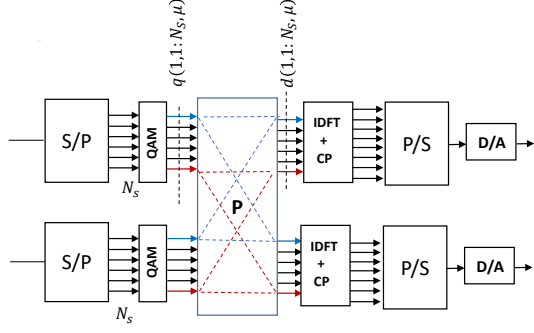 q (1,1: N_S, μ)
d (1,1: N_S, μ)
S/P
QAM
IDFT
+
CP
P/S
D/A
N_s
P
S/P
QAM
IDFT
+
CP
P/S
D/A
N_s